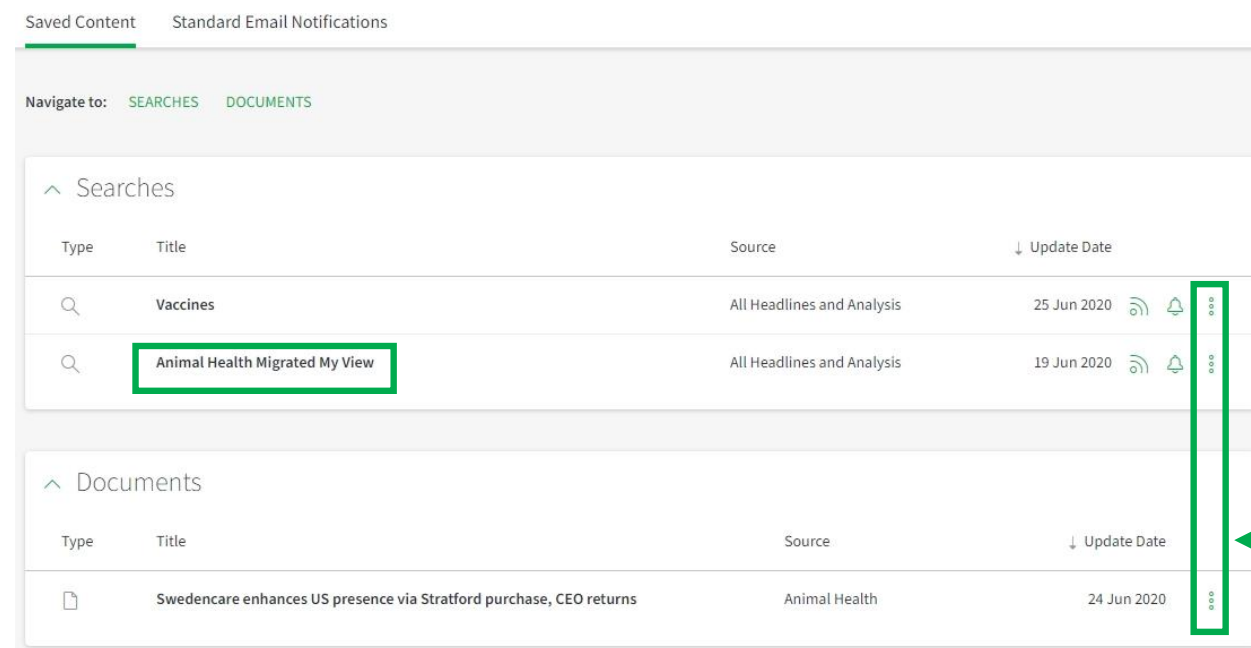 Saved Content Standard Email Notifications
Navigate to: SEARCHES DOCUMENTS
Searches
Type Title Source ↓ Update Date
Vaccines All Headlines and Analysis 25 Jun 2020
Animal Health Migrated My View All Headlines and Analysis 19 Jun 2020
Documents
Type Title Source ↓ Update Date
Swedencare enhances US presence via Stratford purchase, CEO returns Animal Health 24 Jun 2020